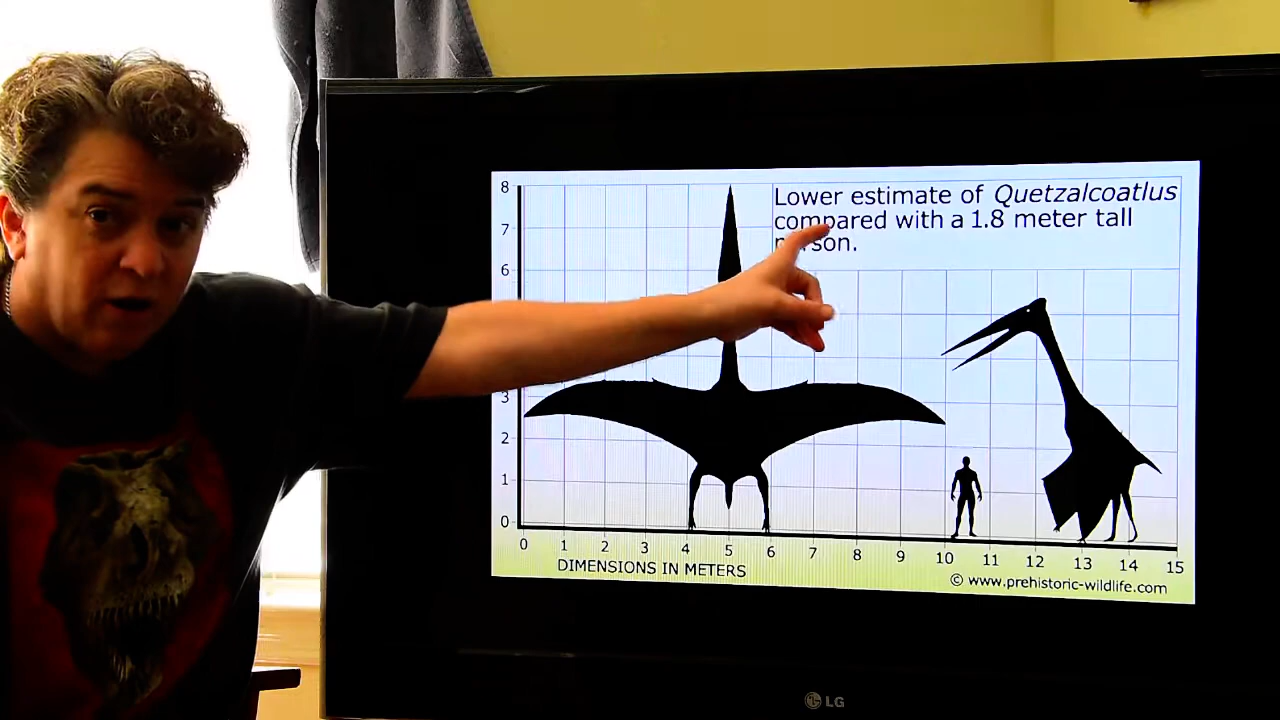 Lower estimate of Quetzalcoatlus
compared with a 1.8 meter tall
person.
8
7
6
3
2
1
0
0 1 2 3 4 5 6 7 8 9 10 11 12 13 14 15
DIMENSIONS IN METERS
© www.prehistoric-wildlife.com
LG